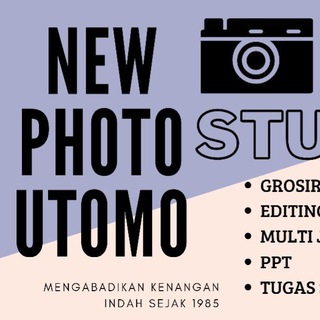 NEW
PHOTO
UTOMO
STU
MENGABADIKAN KENANGAN
INDAH SEJAK 1985
• GROSIR
• EDITING
• MULTI
• PPT
• TUGAS